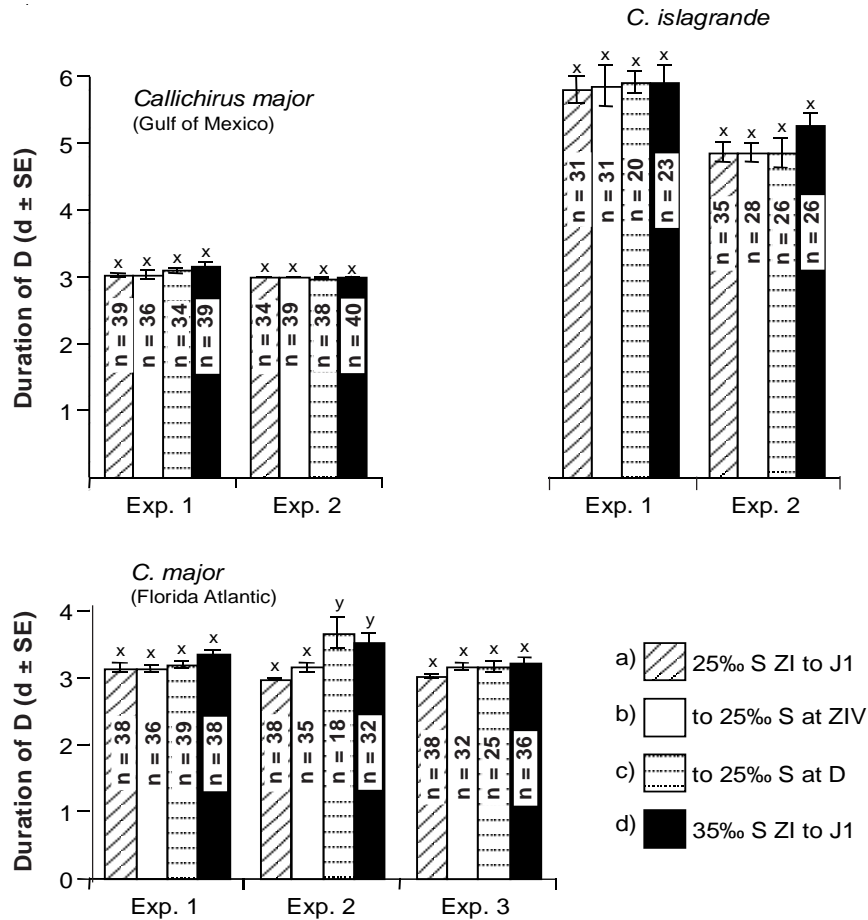 C. islagrande
Callichirus major
(Gulf of Mexico)
Duration of D (d ± SE)
6
5
4
3
2
1
x x x x
x x x x
x x x x
x x x x
n = 39
n = 36
n = 34
n = 39
n = 34
n = 39
n = 38
n = 40
n = 31
n = 31
n = 20
n = 23
n = 35
n = 28
n = 26
n = 26
Exp. 1 Exp. 2
Exp. 1 Exp. 2
C. major
(Florida Atlantic)
Duration of D (d ± SE)
4
3
2
1
0
x x x x
x x y y
x x x x
n = 38
n = 36
n = 39
n = 38
n = 38
n = 35
n = 18
n = 32
n = 38
n = 32
n = 25
n = 36
Exp. 1 Exp. 2 Exp. 3
a) 25‰ S ZI to J1
b) to 25‰ S at ZIV
c) to 25‰ S at D
d) 35‰ S ZI to J1